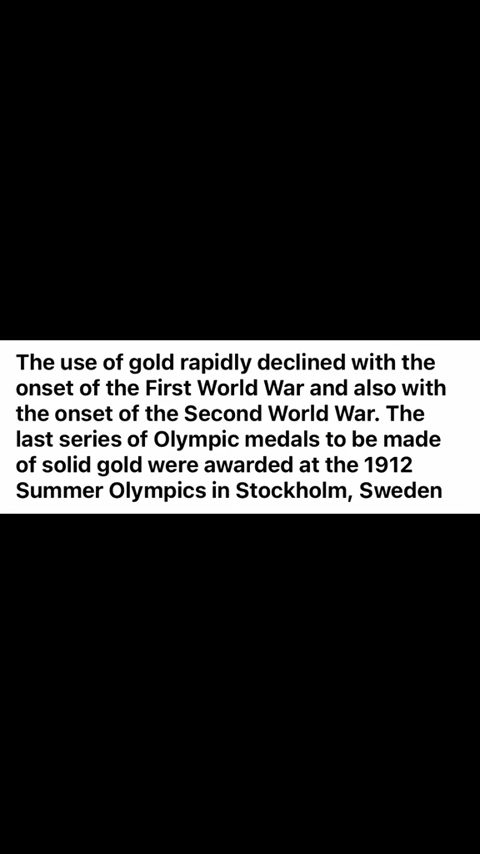 The use of gold rapidly declined with the
onset of the First World War and also with
the onset of the Second World War. The
last series of Olympic medals to be made
of solid gold were awarded at the 1912
Summer Olympics in Stockholm, Sweden